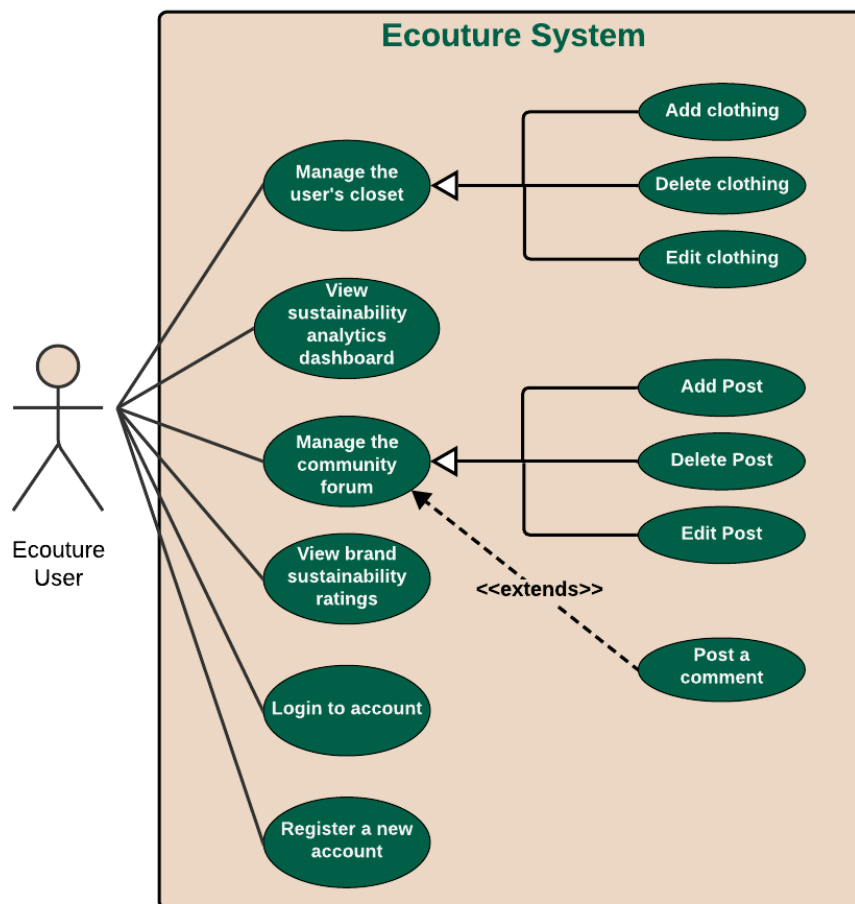 Ecouture System
Add clothing
Manage the
user's closet
Delete clothing
Edit clothing
View
sustainability
analytics
dashboard
Add Post
Manage the
community
forum
Delete Post
Edit Post
Ecouture
User
View brand
sustainability
ratings
<<extends>>
Post a
comment
Login to account
Register a new
account